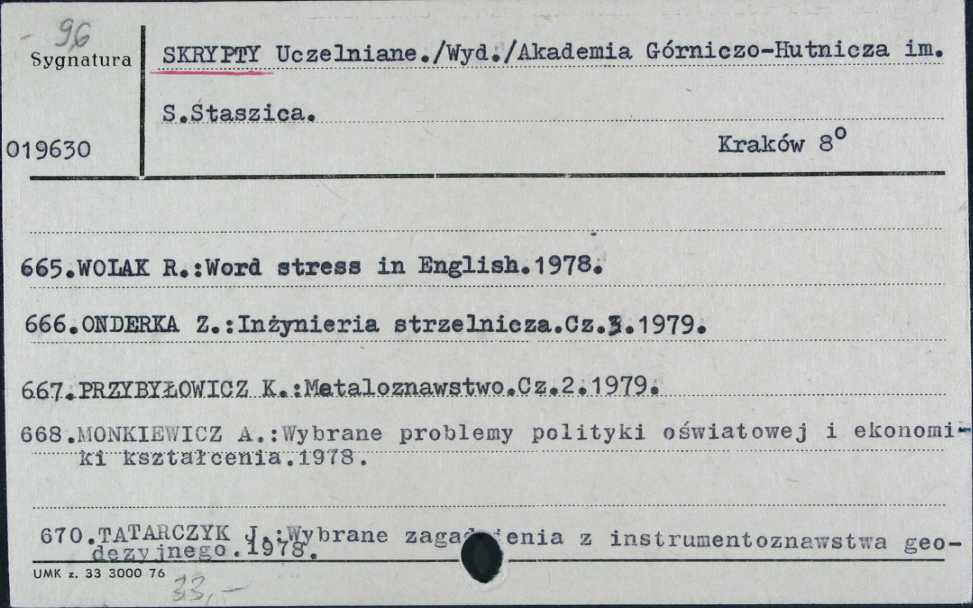 - 96
Sygnatura
SKRYPTY Uczelniane./Wyd./Akademia Górniczo-Hutnicza im.
S.Staszica.
019630
Kraków 8°
665.WOLAK R.:Word stress in English.1978.
666.ONDERKA Z.:Inżynieria strzelnicza.Cz.3.1979.
667.PRZYBYŁOWICZ K.:Metaloznawstwo.Cz.2.1979.
668.MONKIEWICZ A.:Wybrane problemy polityki oświatowej i ekonomi-
ki kształcenia.1978.
670.TATARCZYK J.:Wybrane z instrumentoznawstwa geo-
dezyjnego.1978.
UMK z. 33 3000 76
33,-